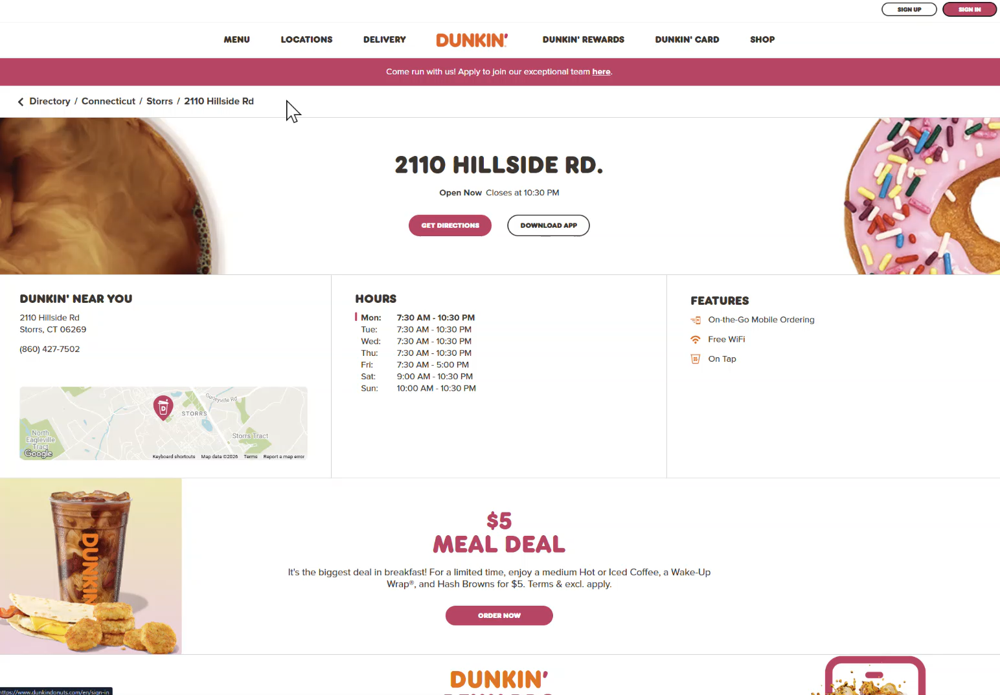 SIGN UP
SIGN IN
MENU
LOCATIONS
DELIVERY
DUNKIN'
DUNKIN' REWARDS
DUNKIN' CARD
SHOP
Come run with us! Apply to join our exceptional team here.
Directory / Connecticut / Storrs / 2110 Hillside Rd
2110 HILLSIDE RD.
Open Now Closes at 10:30 PM
GET DIRECTIONS
DOWNLOAD APP
DUNKIN' NEAR YOU
2110 Hillside Rd
Storrs, CT 06269
(860) 427-7502
Gurleyville Rd
STORRS
Storrs Tract
North
Eagleville
Tract
Google
Keyboard shortcuts
Map data ©2026
Terms
Report a map error
HOURS
Mon: 7:30 AM - 10:30 PM
Tue: 7:30 AM - 10:30 PM
Wed: 7:30 AM - 10:30 PM
Thu: 7:30 AM - 10:30 PM
Fri: 7:30 AM - 5:00 PM
Sat: 9:00 AM - 10:30 PM
Sun: 10:00 AM - 10:30 PM
FEATURES
On-the-Go Mobile Ordering
Free WiFi
On Tap
DUNKIN
$5
MEAL DEAL
It's the biggest deal in breakfast! For a limited time, enjoy a medium Hot or Iced Coffee, a Wake-Up
Wrap®, and Hash Browns for $5. Terms & excl. apply.
ORDER NOW
DUNKIN'
REWARDS
https://www.dunkindonuts.com/en/sign-in